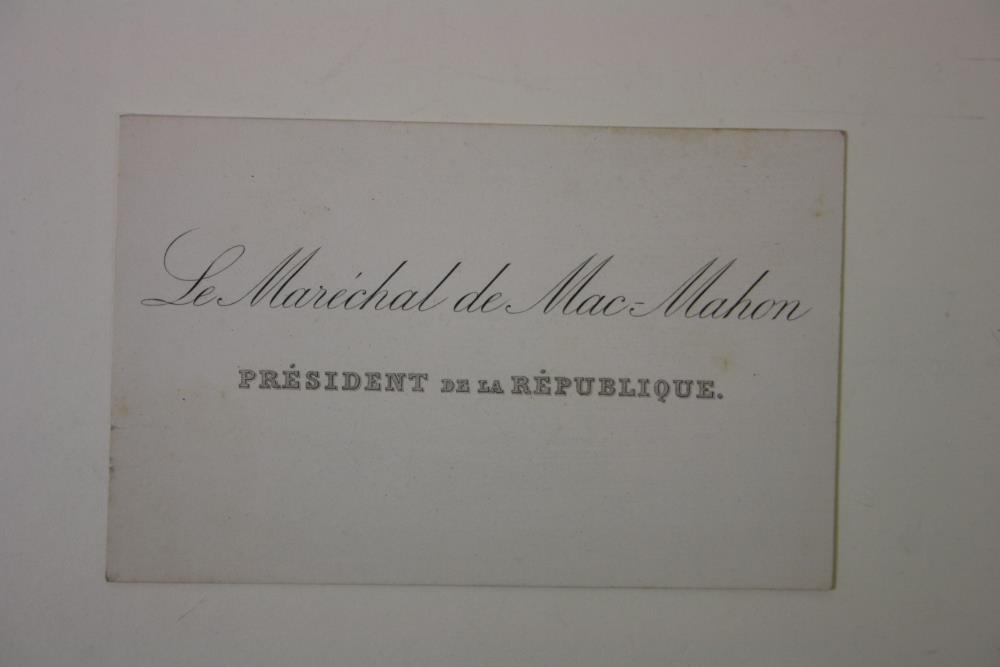 Le Maréchal de Mac-Mahon
PRÉSIDENT DE LA RÉPUBLIQUE.